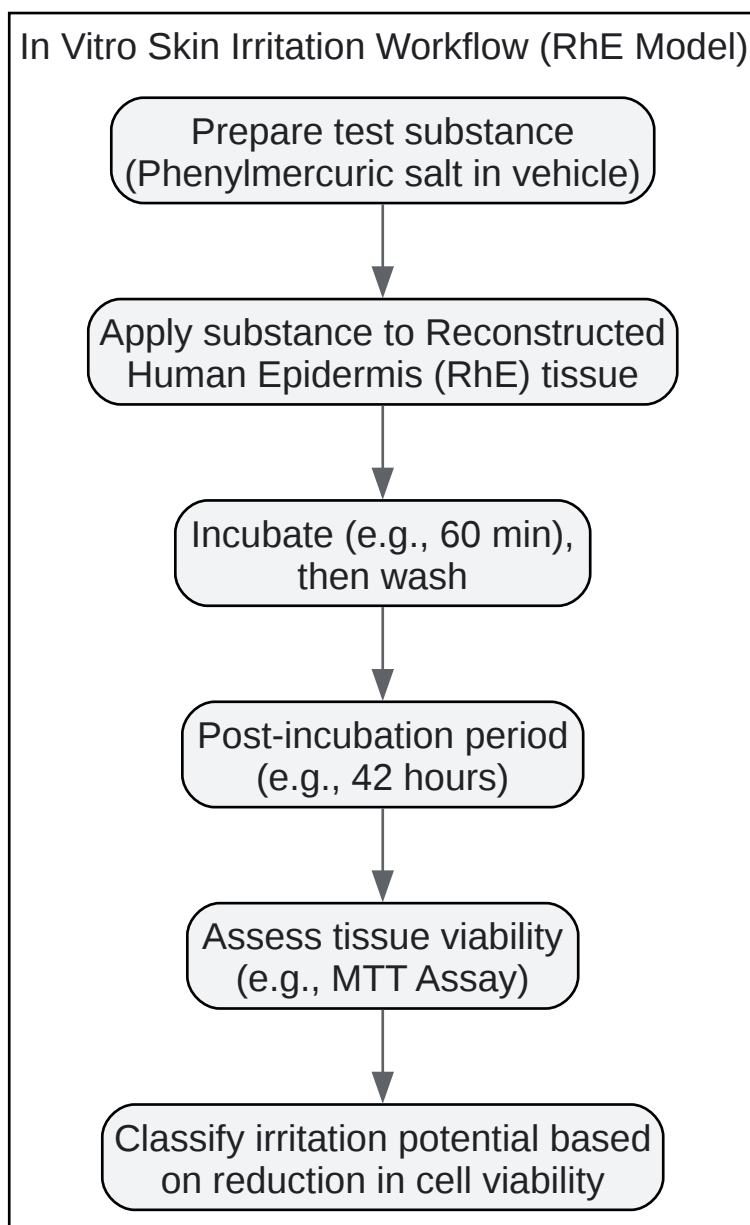 In Vitro Skin Irritation Workflow (RhE Model)
Prepare test substance
(Phenylmercuric salt in vehicle)
Apply substance to Reconstructed
Human Epidermis (RhE) tissue
Incubate (e.g., 60 min),
then wash
Post-incubation period
(e.g., 42 hours)
Assess tissue viability
(e.g., MTT Assay)
Classify irritation potential based
on reduction in cell viability